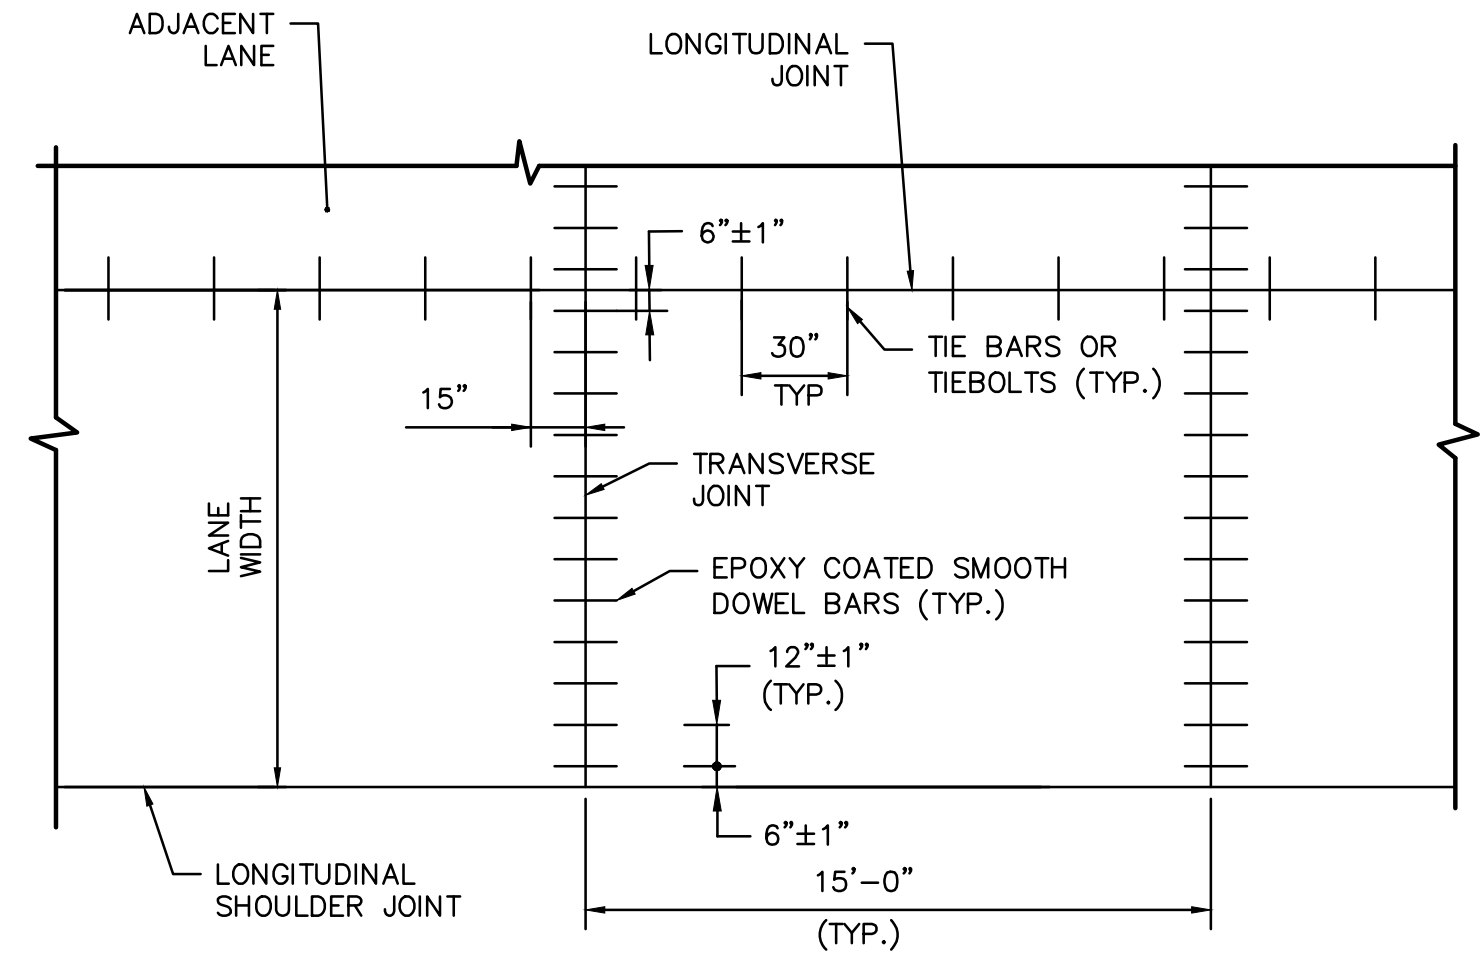 ADJACENT
LANE
LONGITUDINAL
JOINT
6"±1"
30"
TYP
TIE BARS OR
TIEBOLTS (TYP.)
15"
TRANSVERSE
JOINT
LANE
WIDTH
EPOXY COATED SMOOTH
DOWEL BARS (TYP.)
12"±1"
(TYP.)
6"±1"
LONGITUDINAL
SHOULDER JOINT
15'-0"
(TYP.)